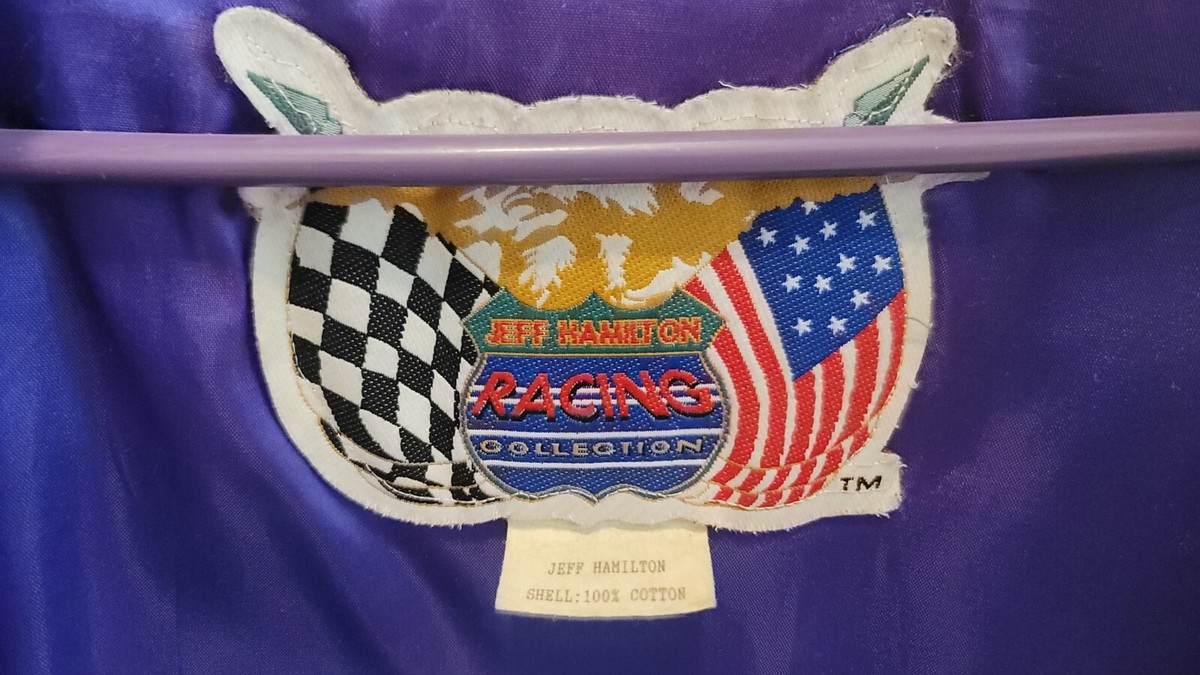 JEFF HAMILTON
RACING
COLLECTION
TM
JEFF HAMILTON
SHELL:100% COTTON